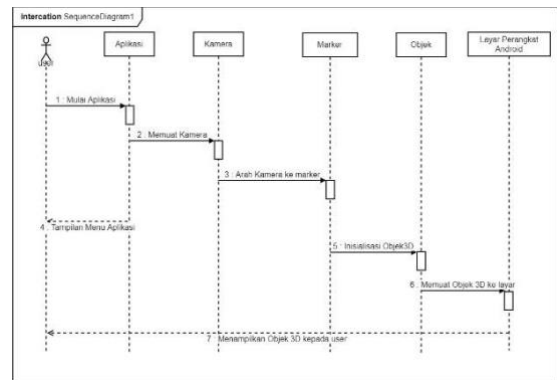 Intercation SequenceDiagram1
user
Aplikasi
Kamera
Marker
Objek
Layar Perangkat
Android
1 : Mulai Aplikasi
2 : Memuat Kamera
3 : Arah Kamera ke marker
4 : Tampilan Menu Aplikasi
5 : Inisialisasi Objek3D
6 : Memuat Objek 3D ke layar
7 : Menampilkan Objek 3D kepada user